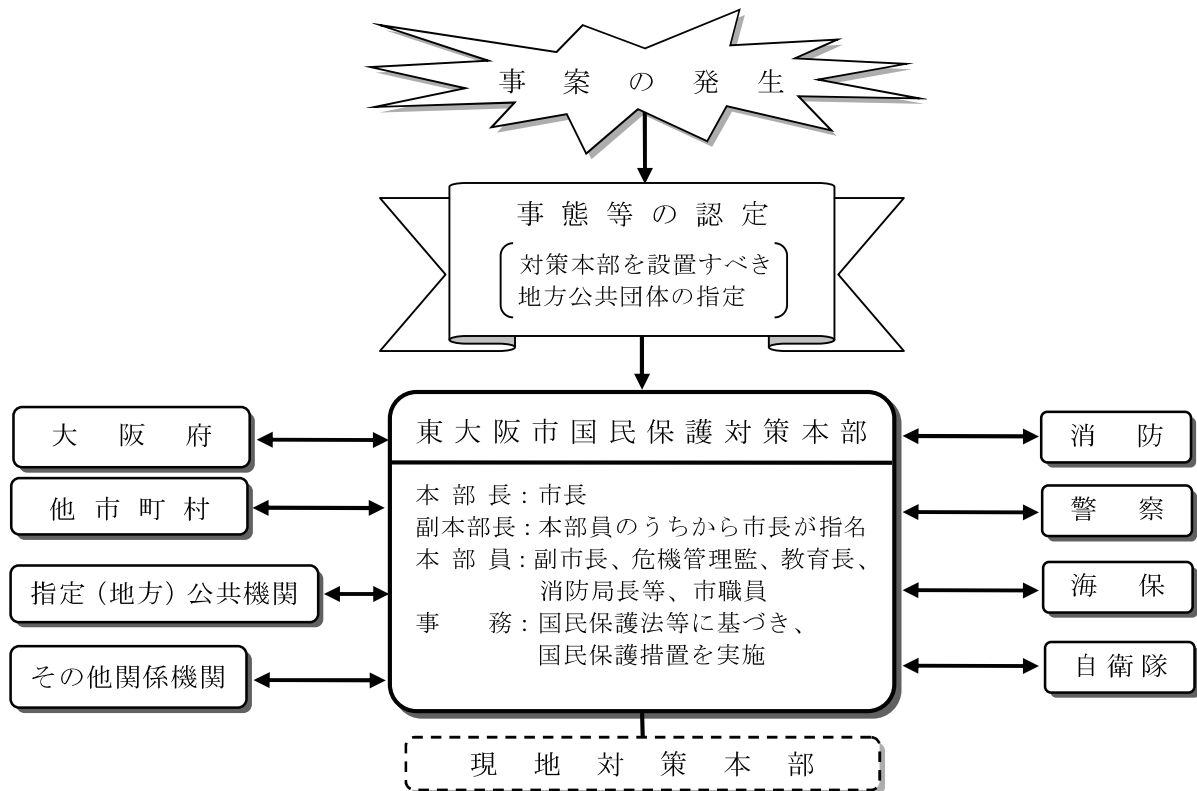 事案の発生
事態等の認定
対策本部を設置すべき
地方公共団体の指定
東大阪市国民保護対策本部
本部長：市長
副本部長：本部員のうちから市長が指名
本部員：副市長、危機管理監、教育長、
消防局長等、市職員
事務：国民保護法等に基づき、
国民保護措置を実施
大阪府
他市町村
指定（地方）公共機関
その他関係機関
消防
警察
海保
自衛隊
現地対策本部